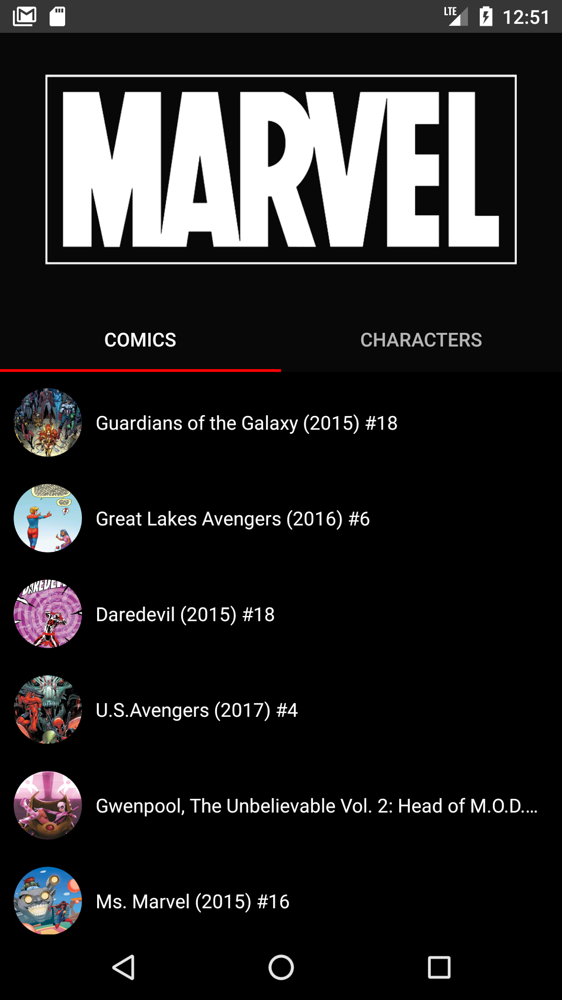 LTE 12:51
MARVEL
COMICS CHARACTERS
Guardians of the Galaxy (2015) #18
Great Lakes Avengers (2016) #6
DAREDEVIL
Daredevil (2015) #18
U.S.Avengers (2017) #4
Gwenpool, The Unbelievable Vol. 2: Head of M.O.D....
Ms. Marvel (2015) #16